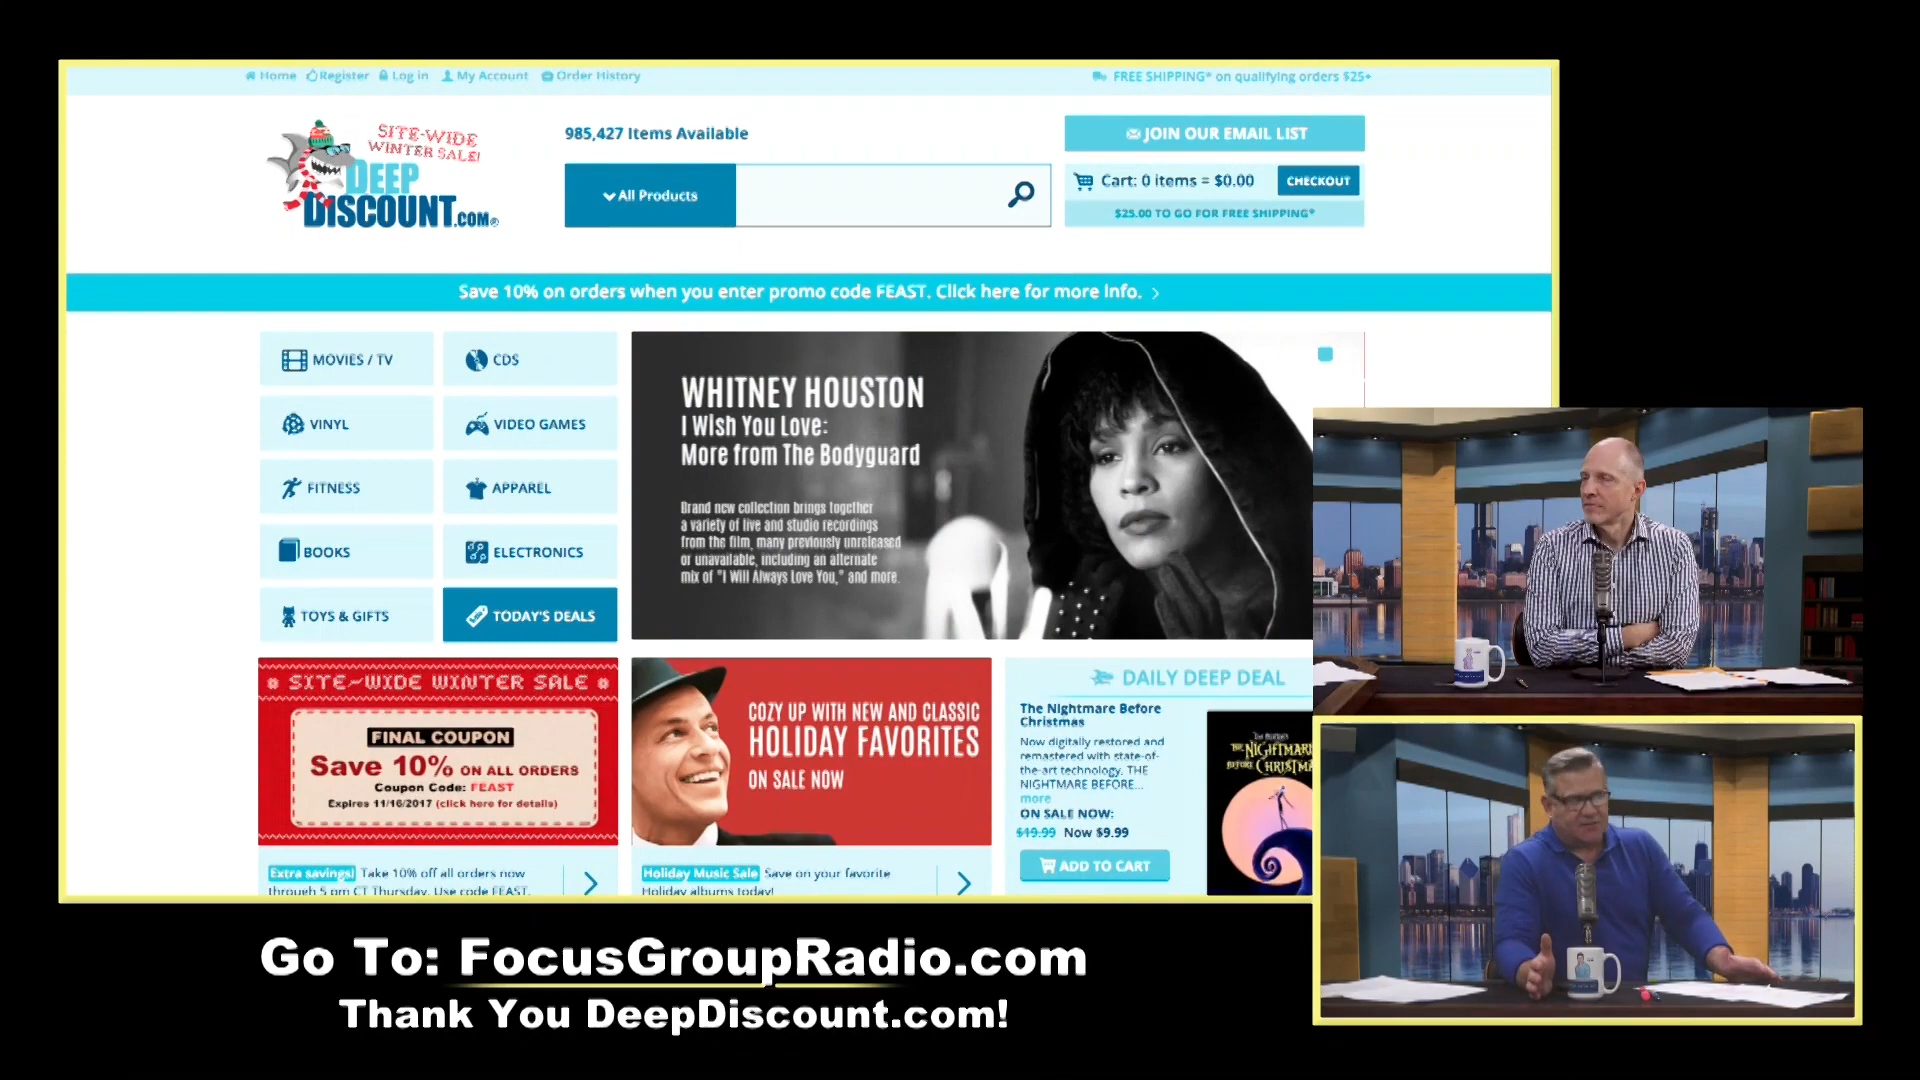 Home Register Log in My Account Order History
FREE SHIPPING* on qualifying orders $25+
SITE-WIDE
WINTER SALE!
DEEP
DISCOUNT.COM®
985,427 Items Available
All Products
JOIN OUR EMAIL LIST
Cart: 0 items = $0.00 CHECKOUT
$25.00 TO GO FOR FREE SHIPPING*
Save 10% on orders when you enter promo code FEAST. Click here for more info. >
MOVIES / TV
CDS
VINYL
VIDEO GAMES
FITNESS
APPAREL
BOOKS
ELECTRONICS
TOYS & GIFTS
TODAY'S DEALS
WHITNEY HOUSTON
I Wish You Love:
More from The Bodyguard
Brand new collection brings together
a variety of live and studio recordings
from the film, many previously unreleased
or unavailable, including an alternate
mix of "I Will Always Love You," and more.
SITE-WIDE WINTER SALE
FINAL COUPON
Save 10% ON ALL ORDERS
Coupon Code: FEAST
Expires 11/16/2017 (click here for details)
Extra savings! Take 10% off all orders now
through 5 pm CT Thursday. Use code FEAST.
COZY UP WITH NEW AND CLASSIC
HOLIDAY FAVORITES
ON SALE NOW
Holiday Music Sale Save on your favorite
Holiday albums today!
DAILY DEEP DEAL
The Nightmare Before
Christmas
Now digitally restored and
remastered with state-of-
the-art technology, THE
NIGHTMARE BEFORE...
more
ON SALE NOW:
$19.99 Now $9.99
ADD TO CART
Go To: FocusGroupRadio.com
Thank You DeepDiscount.com!